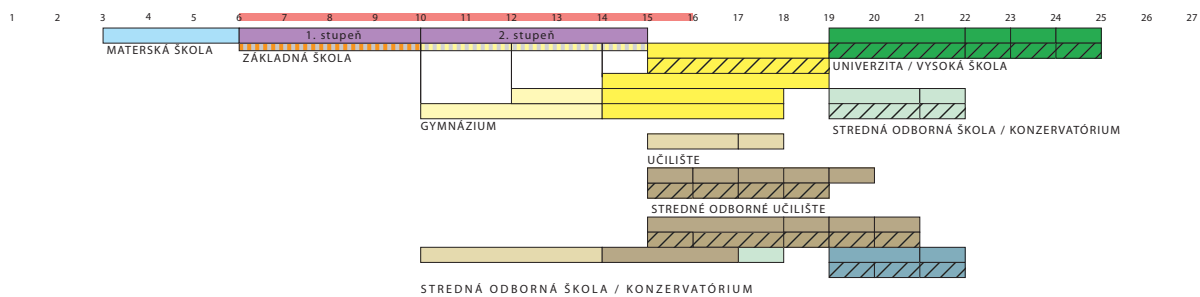 1 2 3 4 5 6 7 8 9 10 11 12 13 14 15 16 17 18 19 20 21 22 23 24 25 26 27
1. stupeň 2. stupeň
MATERSKÁ ŠKOLA
ZÁKLADNÁ ŠKOLA
UNIVERZITA / VYSOKÁ ŠKOLA
GYMNÁZIUM
STREDNÁ ODBORNÁ ŠKOLA / KONZERVATÓRIUM
UČILIŠTE
STREDNÉ ODBORNÉ UČILIŠTE
STREDNÁ ODBORNÁ ŠKOLA / KONZERVATÓRIUM